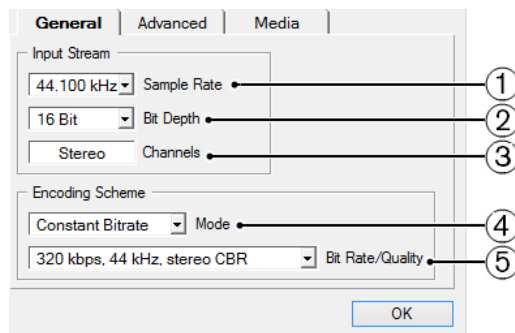 General Advanced Media
Input Stream
44.100 kHz Sample Rate 1
16 Bit Bit Depth 2
Stereo Channels 3
Encoding Scheme
Constant Bitrate Mode 4
320 kbps, 44 kHz, stereo CBR Bit Rate/Quality 5
OK